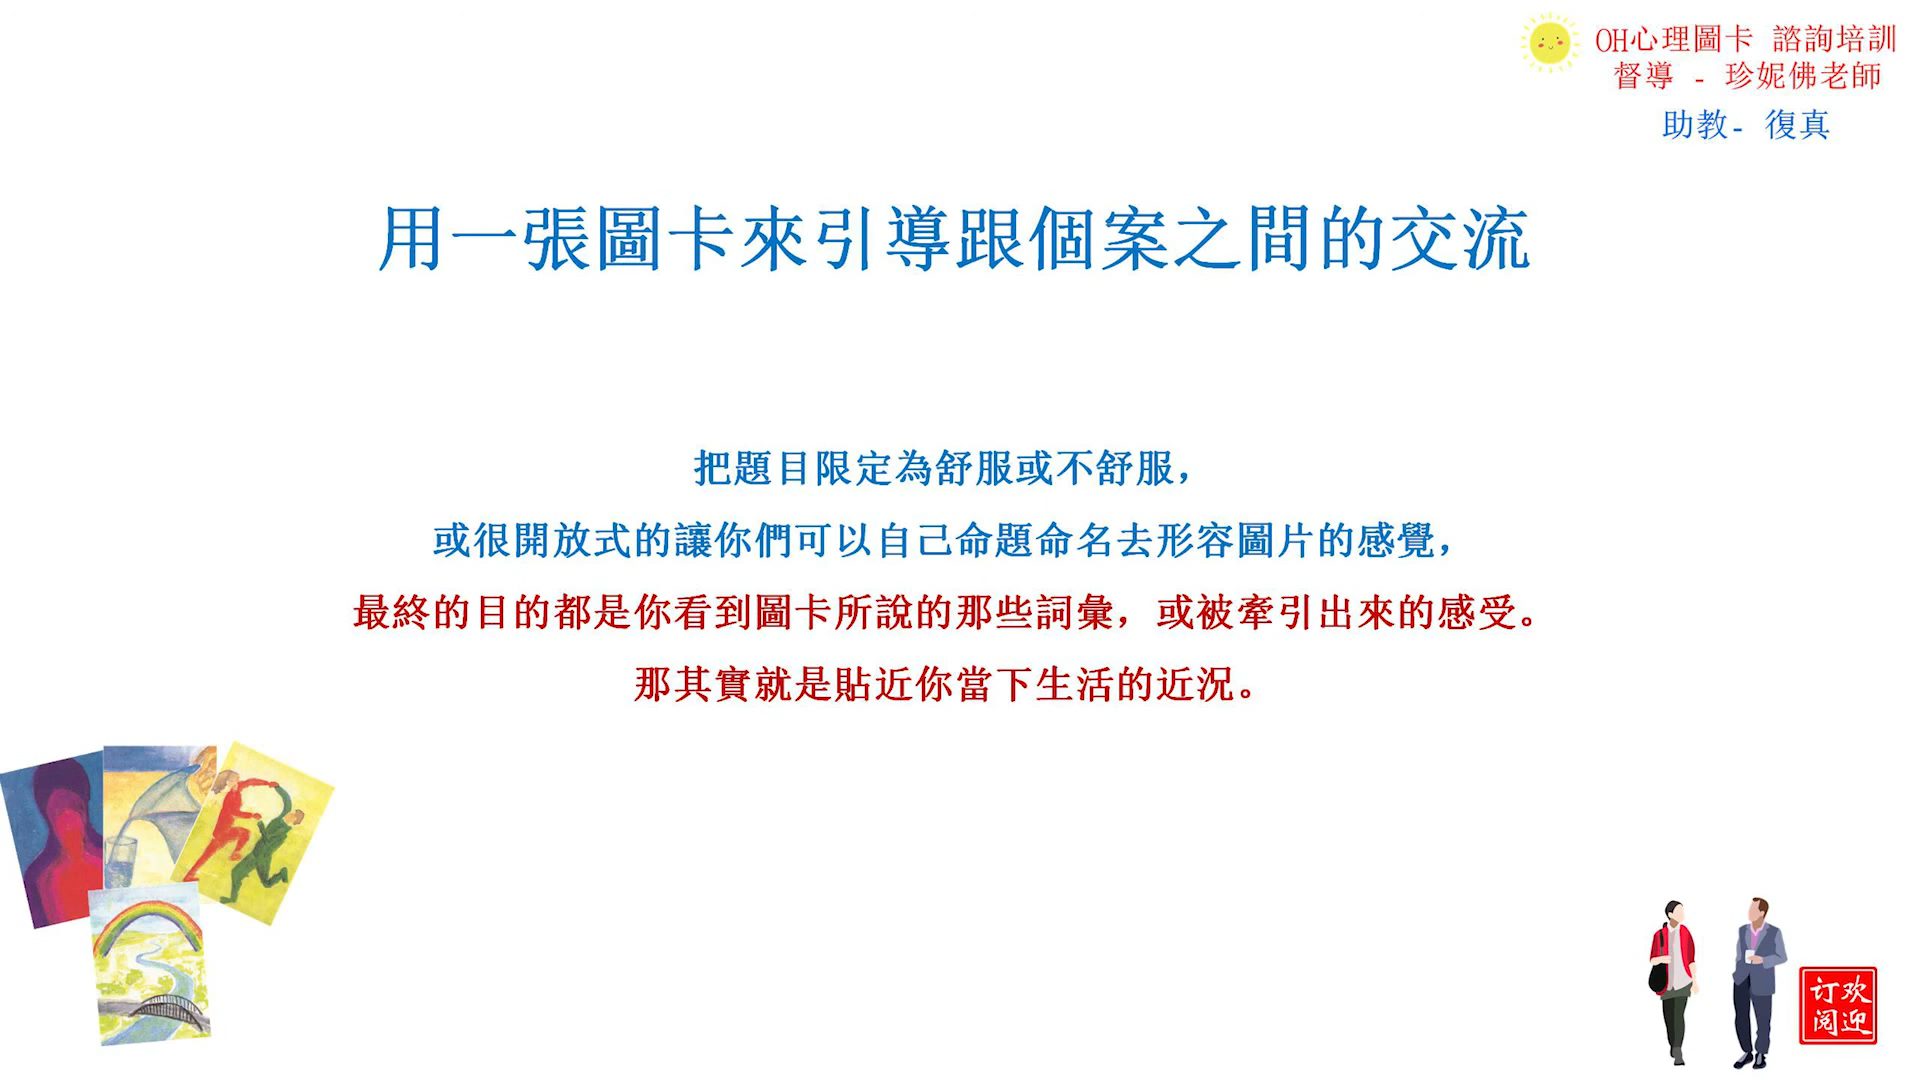 OH心理圖卡 諮詢培訓
督導 - 珍妮佛老師
助教- 復真
用一張圖卡來引導跟個案之間的交流
把題目限定為舒服或不舒服，
或很開放式的讓你們可以自己命題命名去形容圖片的感覺，
最終的目的都是你看到圖卡所說的那些詞彙，或被牽引出來的感受。
那其實就是貼近你當下生活的近況。
欢迎
订阅